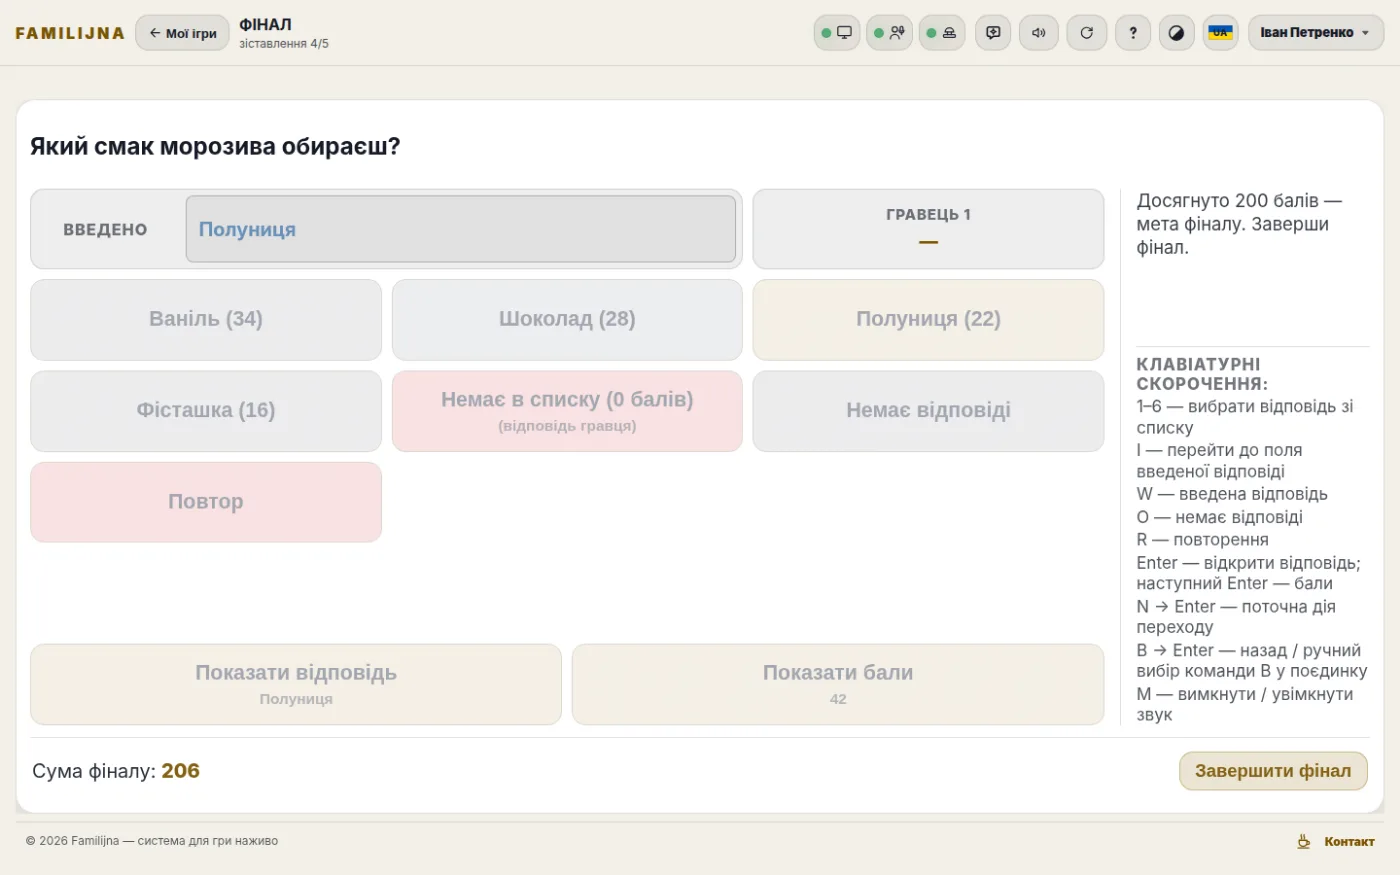 FAMILIJNA
← Мої ігри
ФІНАЛ
зіставлення 4/5
?
UA
Іван Петренко
Який смак морозива обираєш?
ВВЕДЕНО
Полуниця
ГРАВЕЦЬ 1
—
Ваніль (34)
Шоколад (28)
Полуниця (22)
Фісташка (16)
Немає в списку (0 балів)
(відповідь гравця)
Немає відповіді
Повтор
Показати відповідь
Полуниця
Показати бали
42
Досягнуто 200 балів —
мета фіналу. Заверши
фінал.
КЛАВІАТУРНІ
СКОРОЧЕННЯ:
1–6 — вибрати відповідь зі
списку
I — перейти до поля
введеної відповіді
W — введена відповідь
O — немає відповіді
R — повторення
Enter — відкрити відповідь;
наступний Enter — бали
N → Enter — поточна дія
переходу
B → Enter — назад / ручний
вибір команди B у поєдинку
M — вимкнути / увімкнути
звук
Сума фіналу: 206
Завершити фінал
© 2026 Familijna — система для гри наживо
Контакт